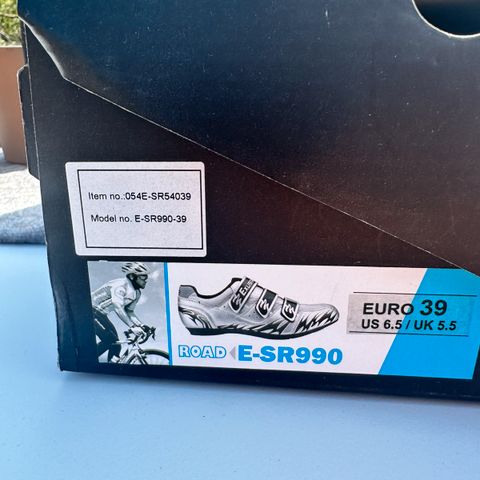 Item no.:054E-SR54039
Model no. E-SR990-39
EURO 39
US 6.5 / UK 5.5
ROAD E-SR990